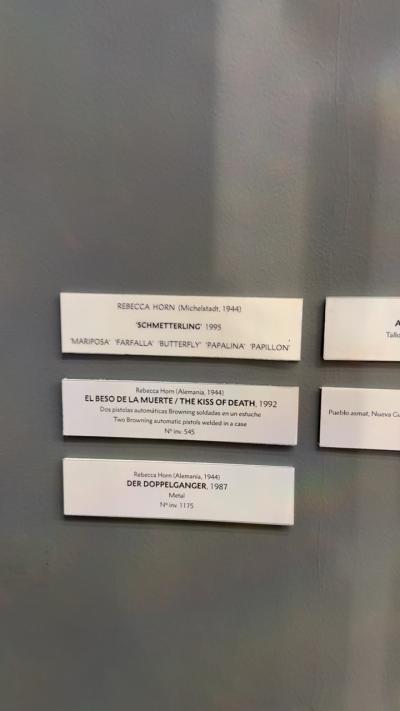 REBECCA HORN (Michelstadt, 1944)
'SCHMETTERLING' 1995
'MARIPOSA' 'FARFALLA' 'BUTTERFLY' 'PAPALINA' 'PAPILLON'
Rebecca Horn (Alemania, 1944)
EL BESO DE LA MUERTE / THE KISS OF DEATH, 1992
Dos pistolas automáticas Browning soldadas en un estuche
Two Browning automatic pistols welded in a case
Nº inv. 545
Rebecca Horn (Alemania, 1944)
DER DOPPELGANGER, 1987
Metal
Nº inv. 1175
A
Pueblo asmat, Nueva